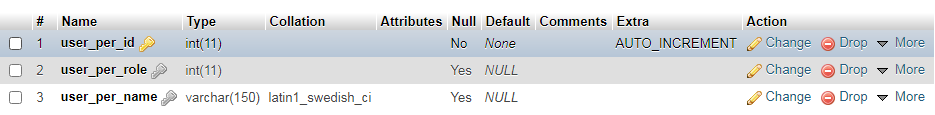 # Name Type Collation Attributes Null Default Comments Extra Action
1 user_per_id int(11) No None AUTO_INCREMENT Change Drop More
2 user_per_role int(11) Yes NULL Change Drop More
3 user_per_name varchar(150) latin1_swedish_ci Yes NULL Change Drop More